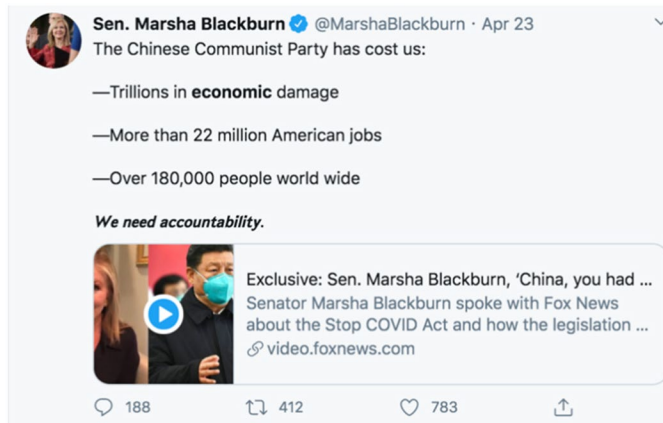 Sen. Marsha Blackburn @MarshaBlackburn · Apr 23
The Chinese Communist Party has cost us:
—Trillions in economic damage
—More than 22 million American jobs
—Over 180,000 people world wide
We need accountability.
Exclusive: Sen. Marsha Blackburn, ‘China, you had ...
Senator Marsha Blackburn spoke with Fox News
about the Stop COVID Act and how the legislation ...
video.foxnews.com
188 412 783